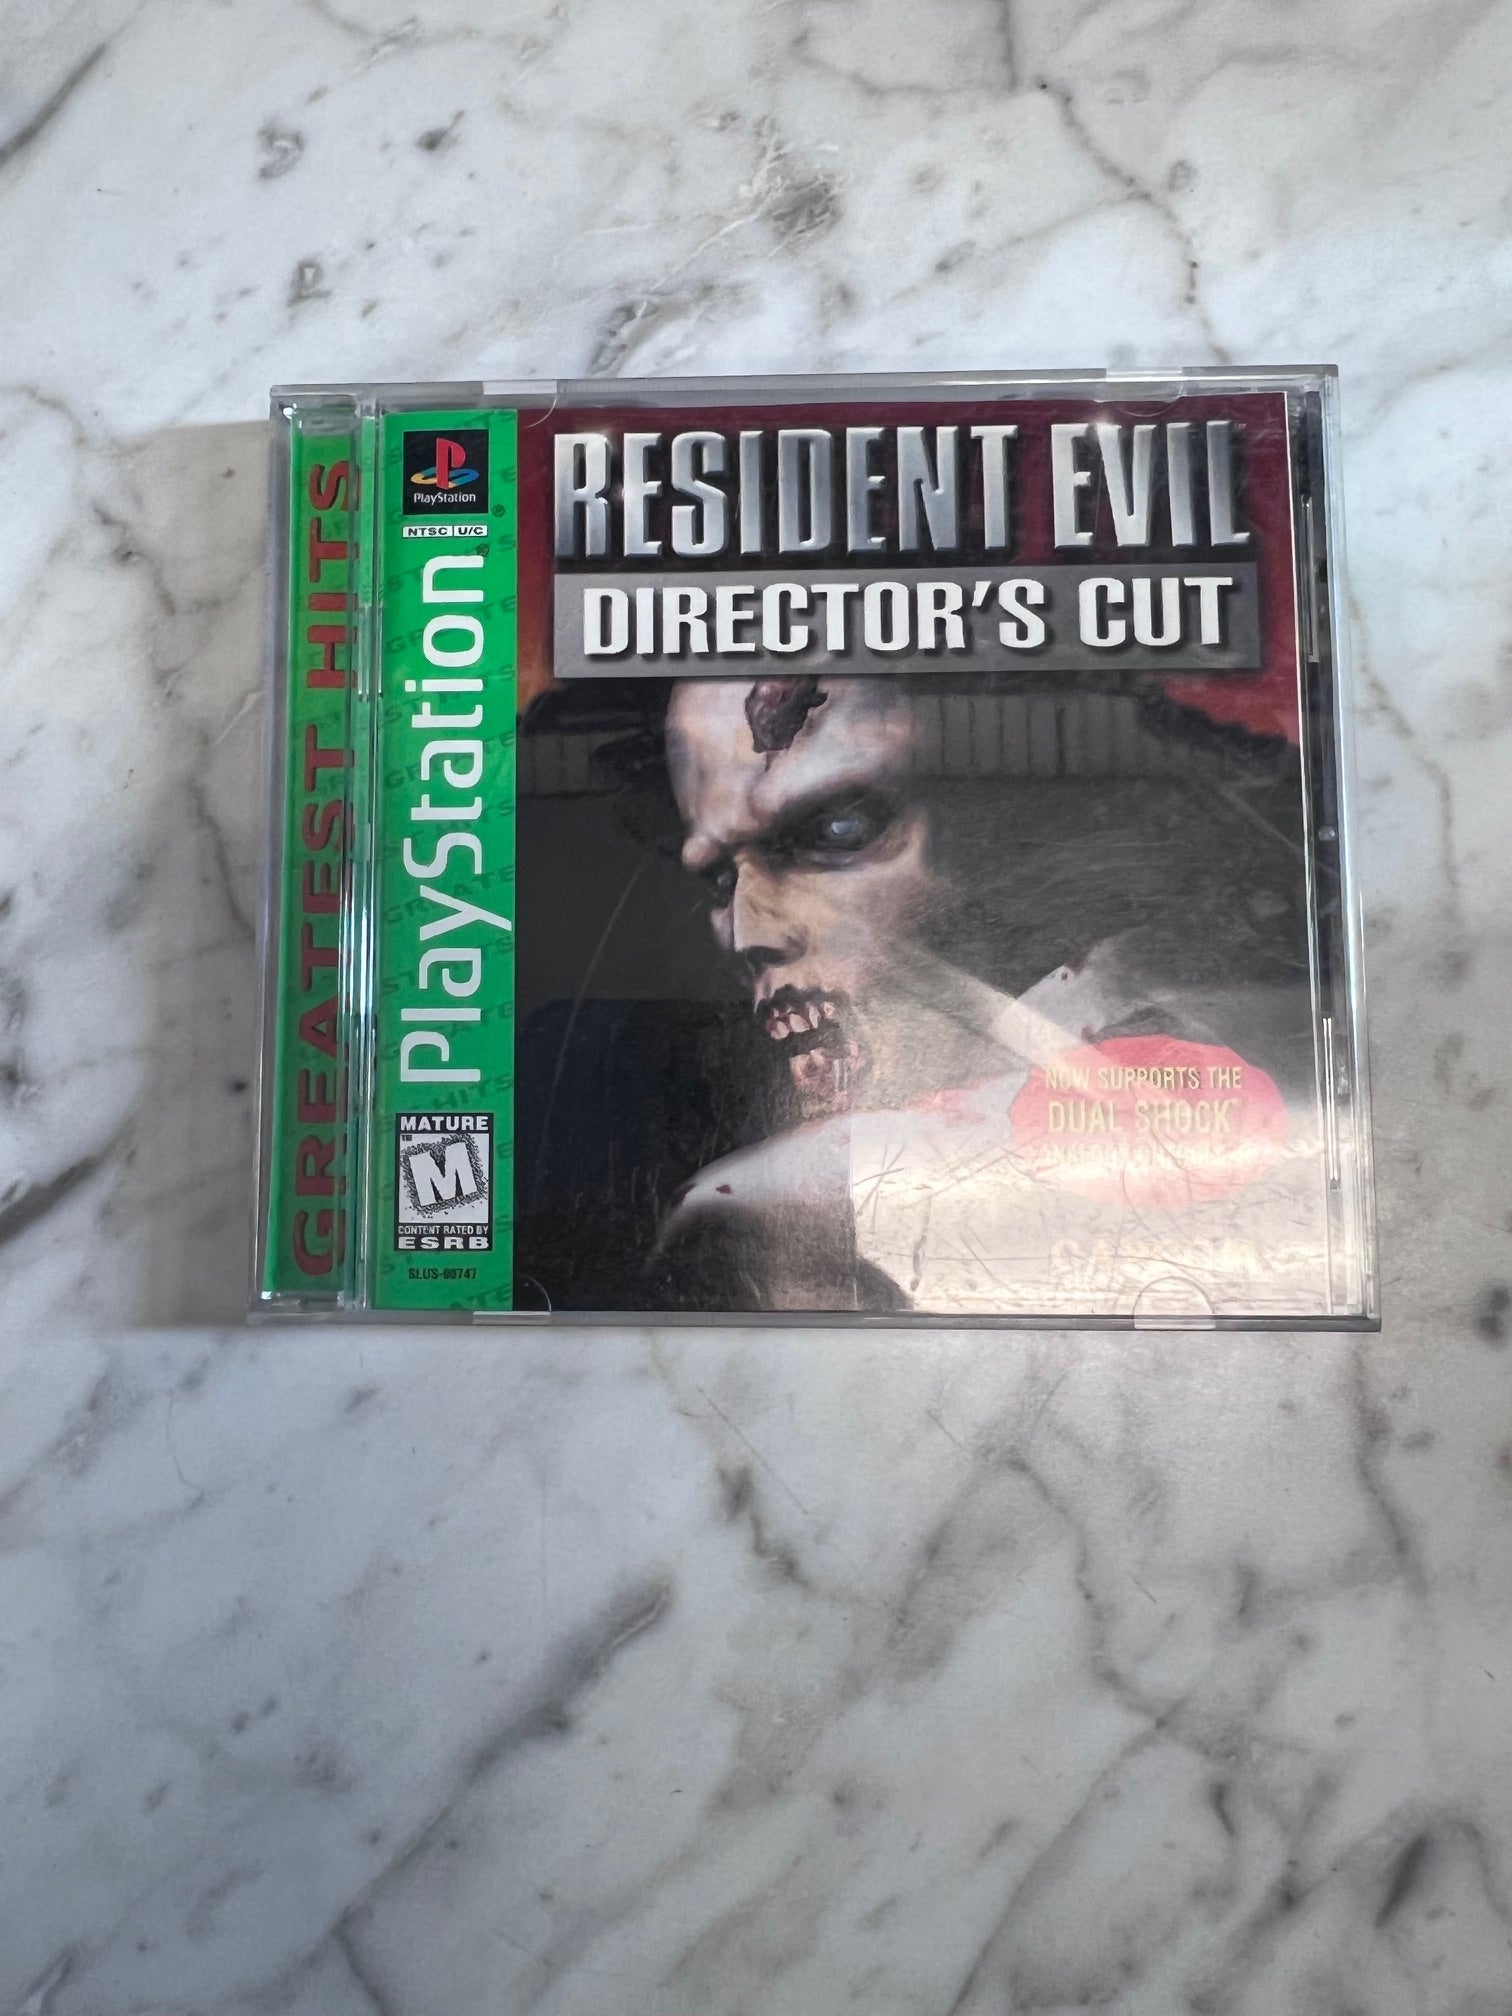 GREATEST HITS
PlayStation
NTSC U/C
PlayStation
MATURE
M
CONTENT RATED BY
ESRB
SLUS-00747
RESIDENT EVIL
DIRECTOR'S CUT
NOW SUPPORTS THE
DUAL SHOCK™